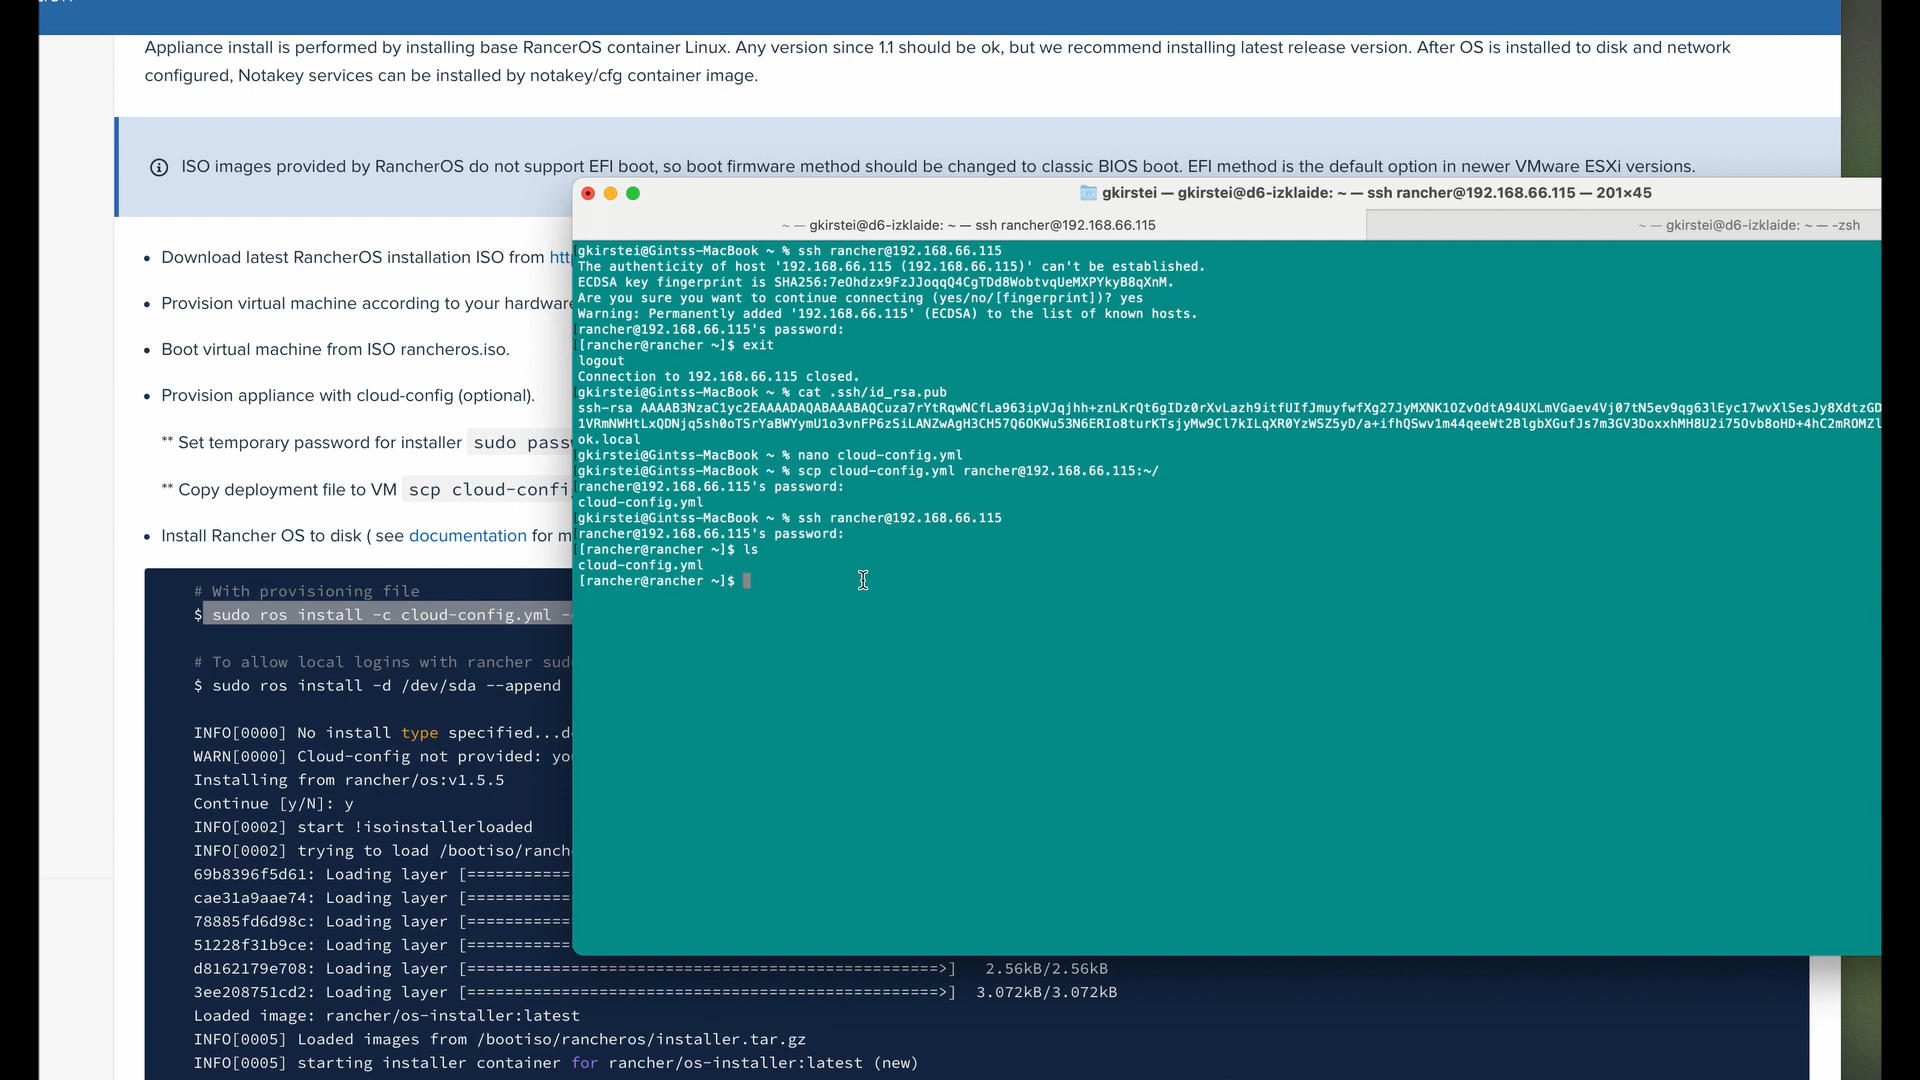 Appliance install is performed by installing base RancerOS container Linux. Any version since 1.1 should be ok, but we recommend installing latest release version. After OS is installed to disk and network
configured, Notakey services can be installed by notakey/cfg container image.
ISO images provided by RancherOS do not support EFI boot, so boot firmware method should be changed to classic BIOS boot. EFI method is the default option in newer VMware ESXi versions.
• Download latest RancherOS installation ISO from
• Provision virtual machine according to your hardware
• Boot virtual machine from ISO rancheros.iso.
• Provision appliance with cloud-config (optional).
** Set temporary password for installer sudo
** Copy deployment file to VM scp
• Install Rancher OS to disk ( see documentation for
# With provisioning file
$ sudo ros install -c cloud-config.yml
# To allow local logins with rancher
$ sudo ros install -d /dev/sda --append
INFO[0000] No install type specified...
WARN[0000] Cloud-config not provided:
Installing from rancher/os:v1.5.5
Continue [y/N]: y
INFO[0002] start !isoinstallerloaded
INFO[0002] trying to load
69b8396f5d61: Loading layer [===========
cae31a9aae74: Loading layer [===========
78885fd6d98c: Loading layer [===========
51228f31b9ce: Loading layer [===========
d8162179e708: Loading layer [==================================================>] 2.56kB/2.56kB
3ee208751cd2: Loading layer [==================================================>] 3.072kB/3.072kB
Loaded image: rancher/os-installer:latest
INFO[0005] Loaded images from /bootiso/rancheros/installer.tar.gz
INFO[0005] starting installer container for rancher/os-installer:latest (new)
gkirstei — gkirstei@d6-izklaide: ~ — ssh rancher@192.168.66.115 — 201×45
~ — gkirstei@d6-izklaide: ~ — ssh rancher@192.168.66.115
~ — gkirstei@d6-izklaide: ~ — -zsh
gkirstei@Gintss-MacBook ~ % ssh rancher@192.168.66.115
The authenticity of host '192.168.66.115 (192.168.66.115)' can't be established.
ECDSA key fingerprint is SHA256:7eOhdzx9FzJJoqqQ4CgTDd8WobtvqUeMXPYkyB8qXnM.
Are you sure you want to continue connecting (yes/no/[fingerprint])? yes
Warning: Permanently added '192.168.66.115' (ECDSA) to the list of known hosts.
rancher@192.168.66.115's password:
[rancher@rancher ~]$ exit
logout
Connection to 192.168.66.115 closed.
gkirstei@Gintss-MacBook ~ % cat .ssh/id_rsa.pub
ssh-rsa
ok.local
gkirstei@Gintss-MacBook ~ % nano cloud-config.yml
gkirstei@Gintss-MacBook ~ % scp cloud-config.yml rancher@192.168.66.115:~/
rancher@192.168.66.115's password:
cloud-config.yml
gkirstei@Gintss-MacBook ~ % ssh rancher@192.168.66.115
rancher@192.168.66.115's password:
[rancher@rancher ~]$ ls
cloud-config.yml
[rancher@rancher ~]$